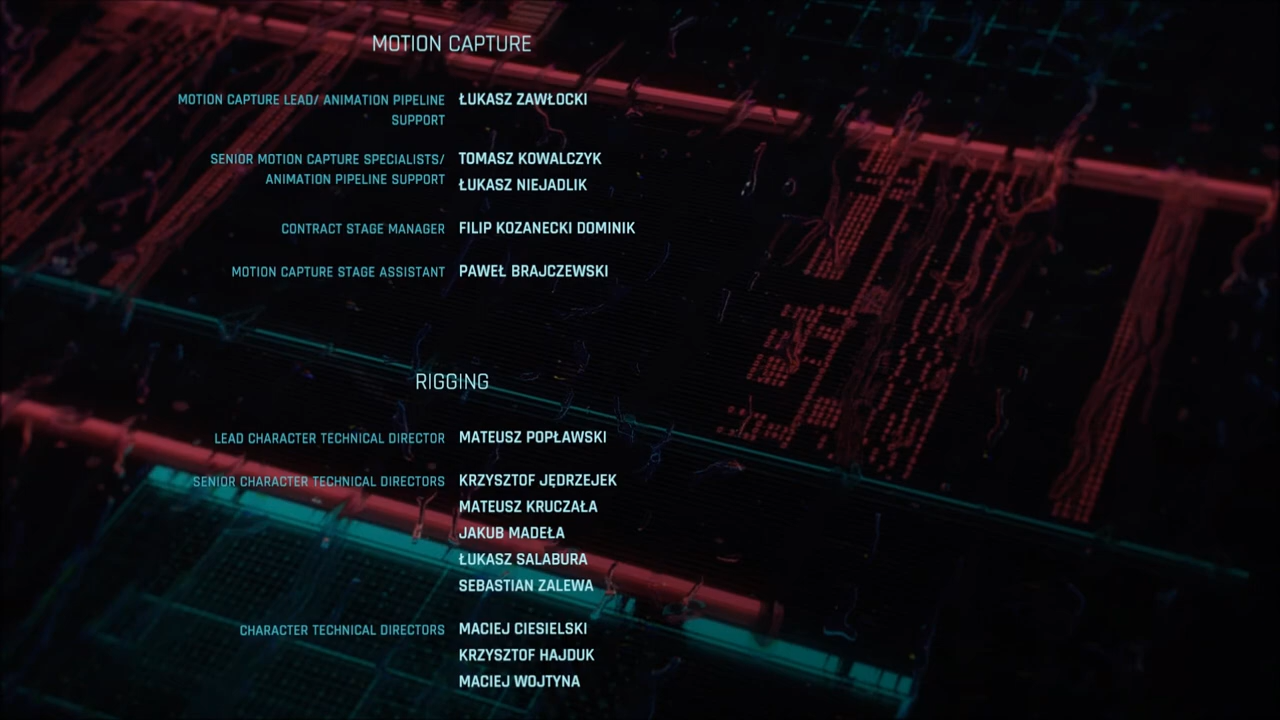 MOTION CAPTURE
MOTION CAPTURE LEAD/ ANIMATION PIPELINE ŁUKASZ ZAWŁOCKI
SUPPORT
SENIOR MOTION CAPTURE SPECIALISTS/ TOMASZ KOWALCZYK
ANIMATION PIPELINE SUPPORT ŁUKASZ NIEJADLIK
CONTRACT STAGE MANAGER FILIP KOZANECKI DOMINIK
MOTION CAPTURE STAGE ASSISTANT PAWEŁ BRAJCZEWSKI
RIGGING
LEAD CHARACTER TECHNICAL DIRECTOR MATEUSZ POPŁAWSKI
SENIOR CHARACTER TECHNICAL DIRECTORS KRZYSZTOF JĘDRZEJEK
MATEUSZ KRUCZAŁA
JAKUB MADEŁA
ŁUKASZ SALABURA
SEBASTIAN ZALEWA
CHARACTER TECHNICAL DIRECTORS MACIEJ CIESIELSKI
KRZYSZTOF HAJDUK
MACIEJ WOJTYNA